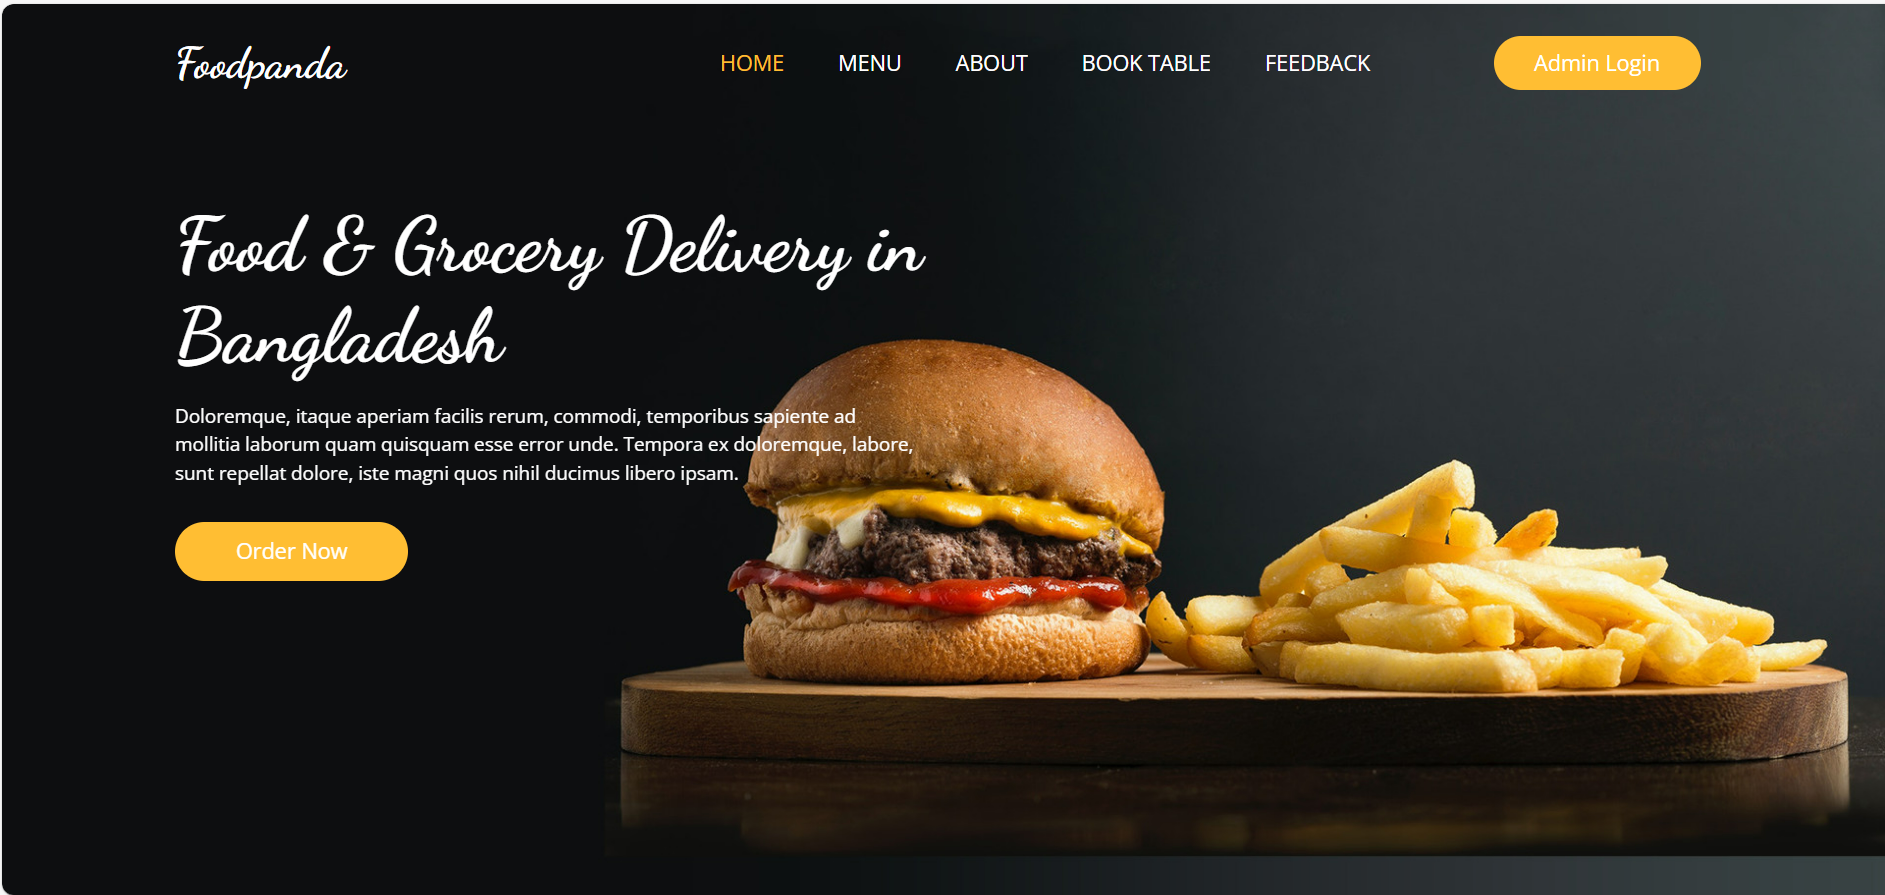 Foodpanda
HOME MENU ABOUT BOOK TABLE FEEDBACK
Admin Login
Food & Grocery Delivery in
Bangladesh
Doloremque, itaque aperiam facilis rerum, commodi, temporibus sapiente ad
mollitia laborum quam quisquam esse error unde. Tempora ex doloremque, labore,
sunt repellat dolore, iste magni quos nihil ducimus libero ipsam.
Order Now